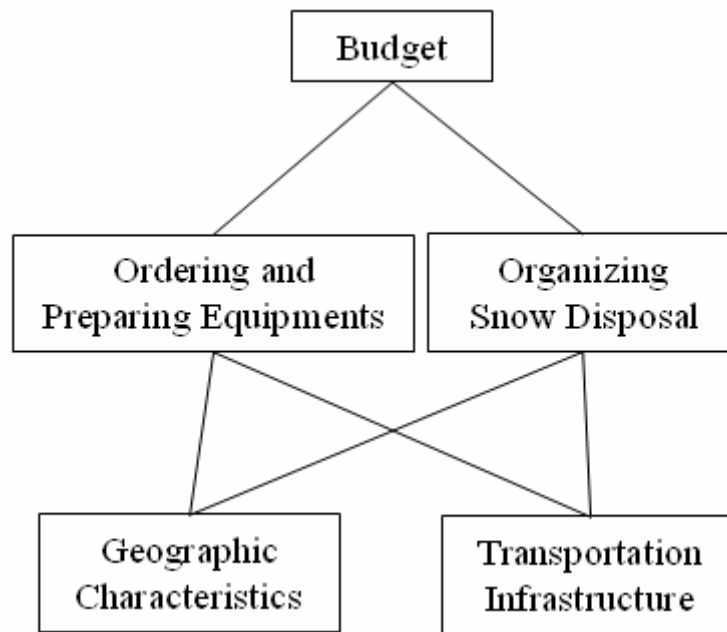 Budget
Ordering and
Preparing Equipments
Organizing
Snow Disposal
Geographic
Characteristics
Transportation
Infrastructure